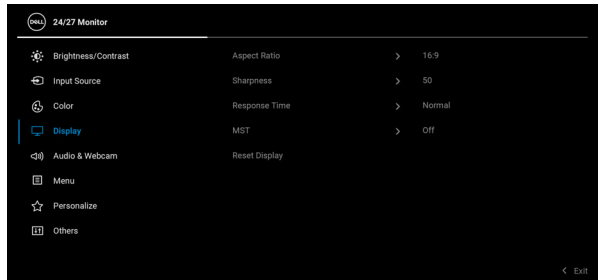 DELL 24/27 Monitor
Brightness/Contrast Aspect Ratio 16:9
Input Source Sharpness 50
Color Response Time Normal
Display MST Off
Audio & Webcam Reset Display
Menu
Personalize
Others
Exit